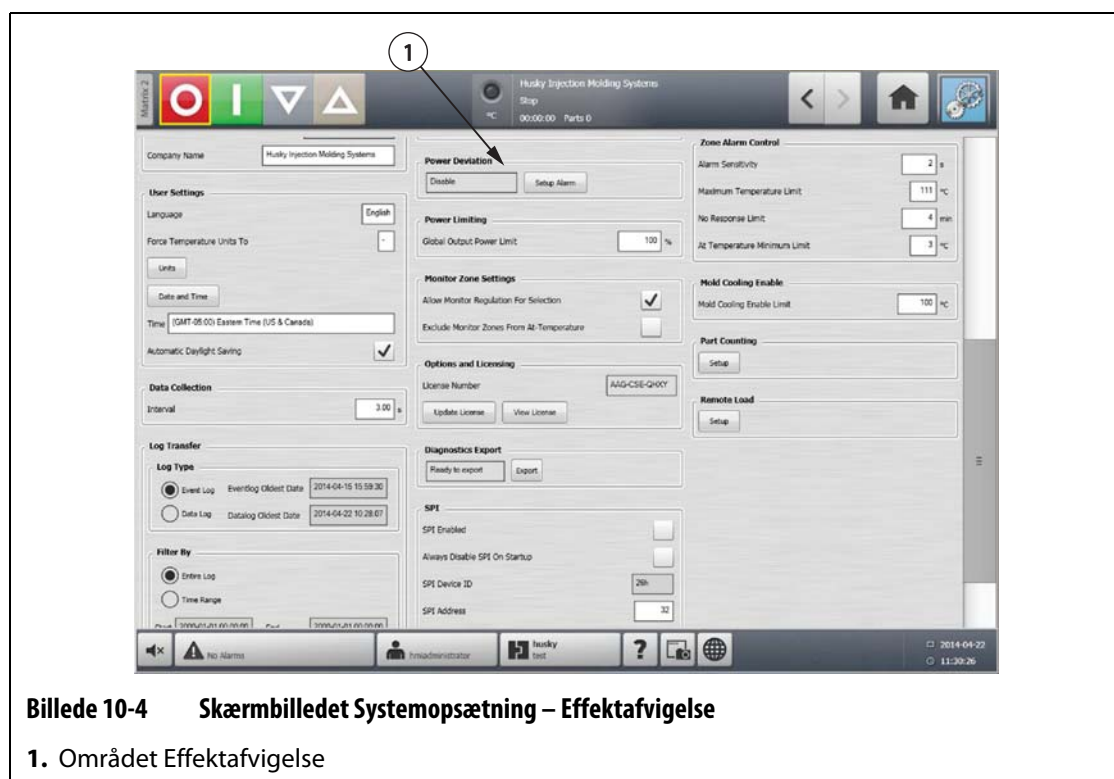 1
Matrix 2
°C
Husky Injection Molding Systems
Stop
00:00:00 Parts 0
Company Name
Husky Injection Molding Systems
User Settings
Language
English
Force Temperature Units To
-
Units
Date and Time
Time
(GMT-05:00) Eastern Time (US & Canada)
Automatic Daylight Saving
Data Collection
Interval
3.00 s
Log Transfer
Log Type
Event Log
Eventlog Oldest Date
2014-04-15 15:59:30
Data Log
Datalog Oldest Date
2014-04-22 10:28:07
Filter By
Entire Log
Time Range
Power Deviation
Disable
Setup Alarm
Power Limiting
Global Output Power Limit
100 %
Monitor Zone Settings
Allow Monitor Regulation For Selection
Exclude Monitor Zones From At-Temperature
Options and Licensing
License Number
AAG-CSE-QHXY
Update License
View License
Diagnostics Export
Ready to export
Export
SPI
SPI Enabled
Always Disable SPI On Startup
SPI Device ID
26h
SPI Address
32
Zone Alarm Control
Alarm Sensitivity
2 s
Maximum Temperature Limit
111 °C
No Response Limit
4 min
At Temperature Minimum Limit
3 °C
Mold Cooling Enable
Mold Cooling Enable Limit
100 °C
Part Counting
Setup
Remote Load
Setup
No Alarms
hmiadministrator
husky
test
?
2014-04-22
11:30:26
Billede 10-4 Skærmbilledet Systemopsætning – Effektafvigelse
1. Området Effektafvigelse